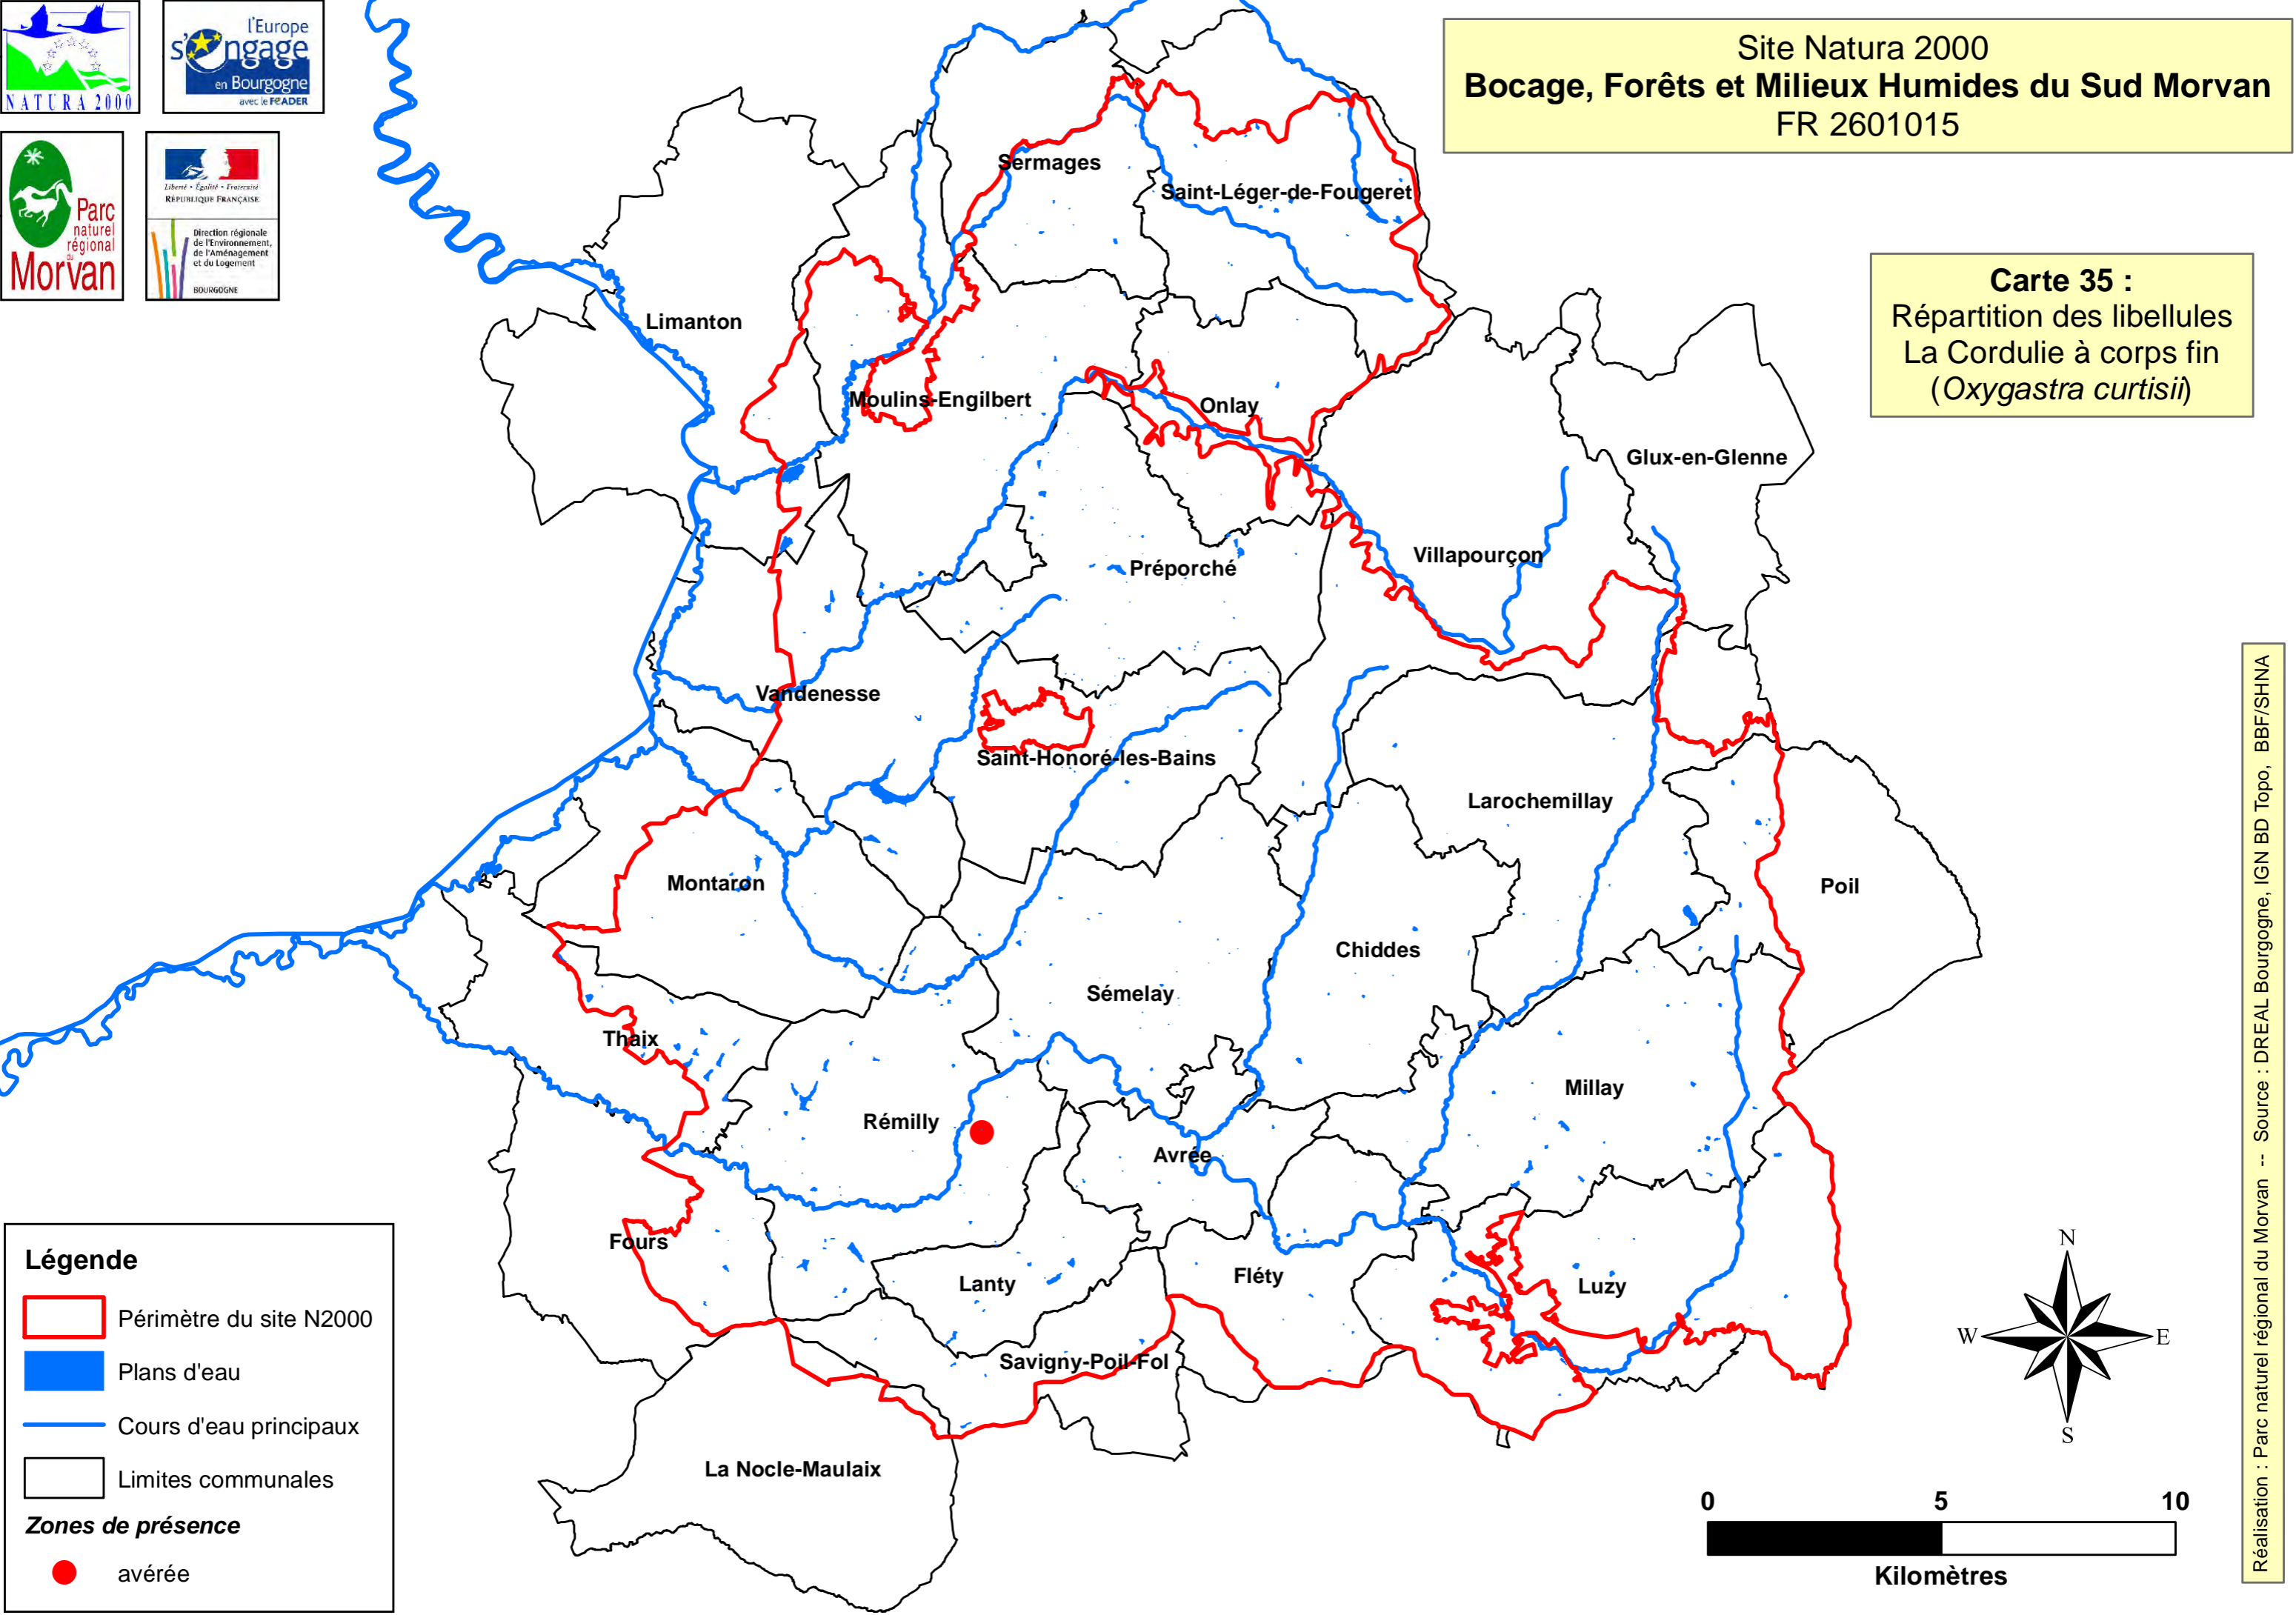 NATURA 2000
l'Europe
s'engage
en Bourgogne
avec le FEADER
Parc
naturel
régional
du
Morvan
Liberté • Égalité • Fraternité
RÉPUBLIQUE FRANÇAISE
Direction régionale
de l'Environnement,
de l'Aménagement
et du Logement
BOURGOGNE
Site Natura 2000
Bocage, Forêts et Milieux Humides du Sud Morvan
FR 2601015
Carte 35 :
Répartition des libellules
La Cordulie à corps fin
(Oxygastra curtisii)
Sermages
Saint-Léger-de-Fougeret
Limanton
Moulins-Engilbert
Onlay
Glux-en-Glenne
Villapourçon
Préporché
Vandenesse
Saint-Honoré-les-Bains
Larochemillay
Montaron
Poil
Chiddes
Sémelay
Thaix
Millay
Rémilly
Avrée
Fours
Lanty
Fléty
Luzy
Savigny-Poil-Fol
La Nocle-Maulaix
Légende
Périmètre du site N2000
Plans d'eau
Cours d'eau principaux
Limites communales
Zones de présence
avérée
N
W
E
S
0 5 10
Kilomètres
Réalisation : Parc naturel régional du Morvan -- Source : DREAL Bourgogne, IGN BD Topo, BBF/SHNA